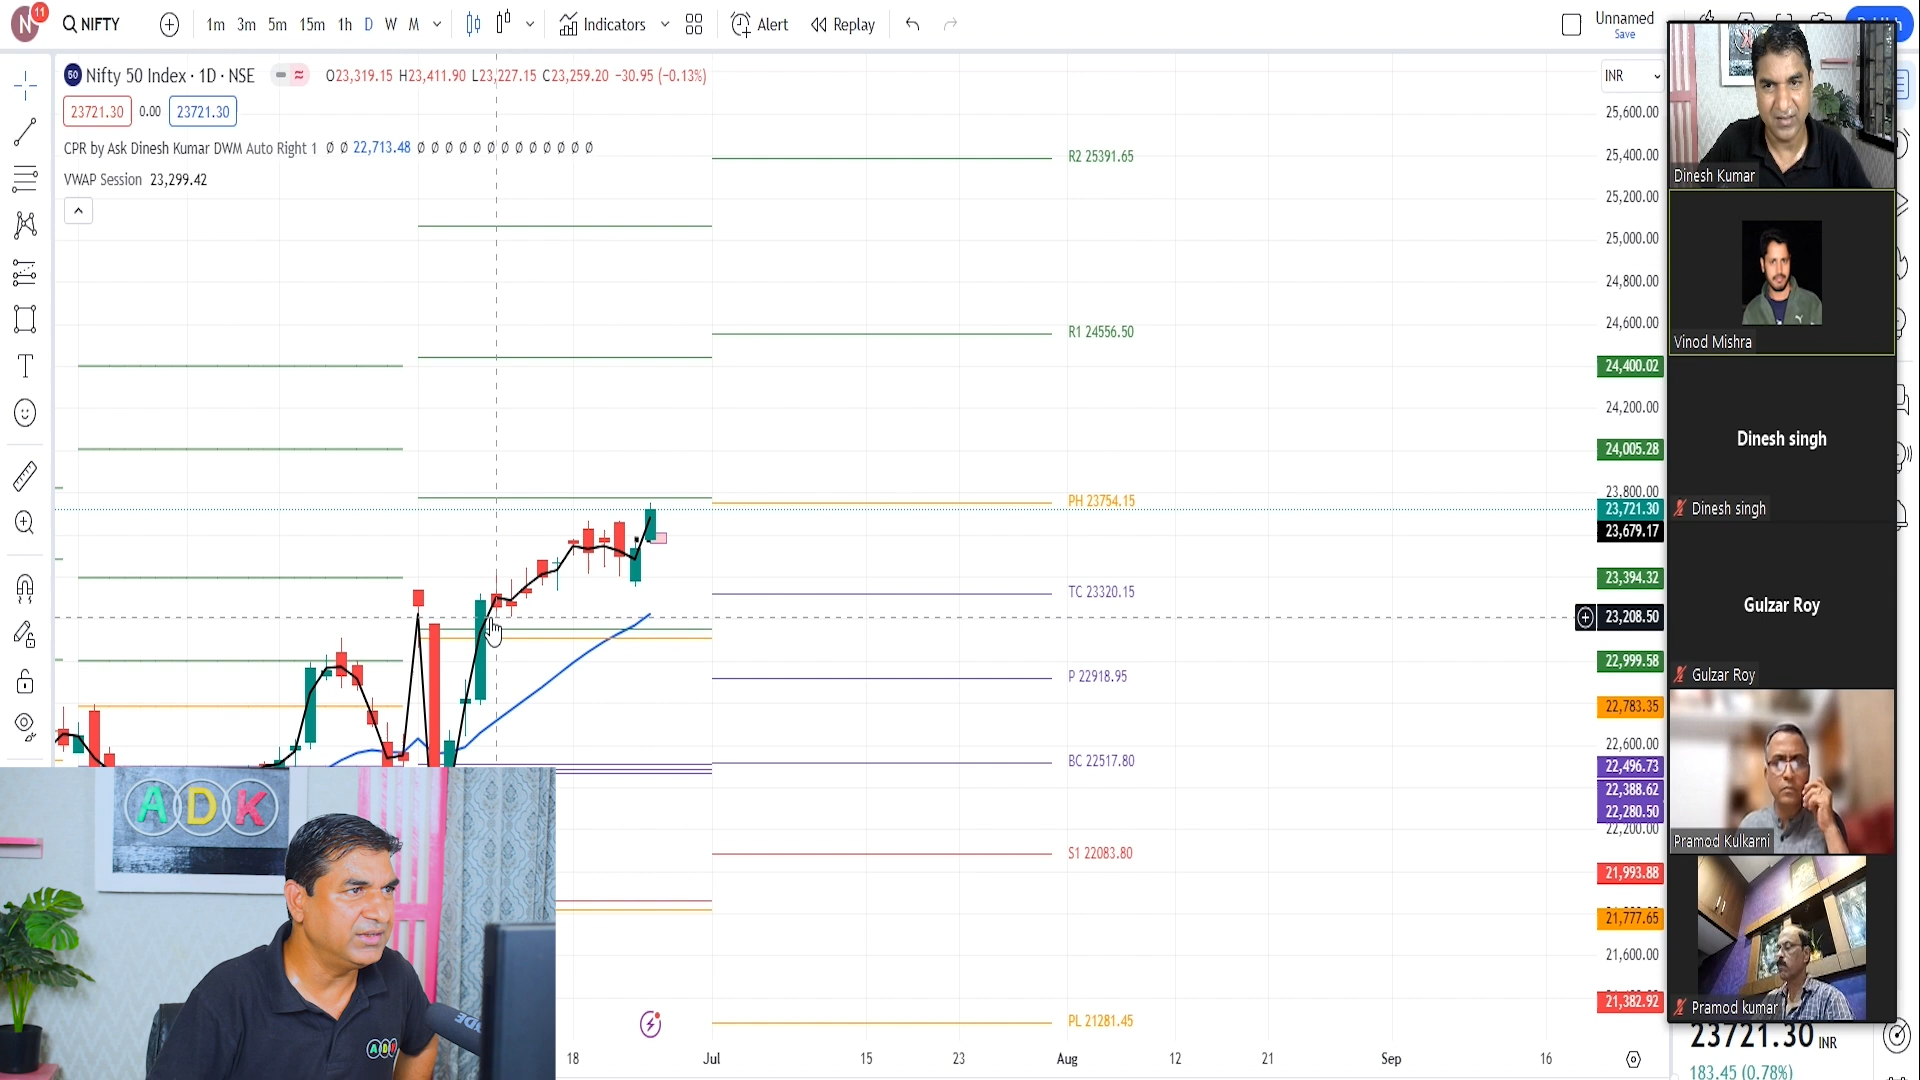 N 11 NIFTY 1m 3m 5m 15m 1h D W M Indicators Alert Replay Unnamed
Save
50 Nifty 50 Index · 1D · NSE O23,319.15 H23,411.90 L23,227.15 C23,259.20 −30.95 (−0.13%)
INR
23721.30 0.00 23721.30
CPR by Ask Dinesh Kumar DWM Auto Right 1 Ø Ø 22,713.48 Ø Ø Ø Ø Ø Ø Ø Ø Ø Ø Ø Ø Ø
VWAP Session 23,299.42
R2 25391.65
R1 24556.50
PH 23754.15
TC 23320.15
P 22918.95
BC 22517.80
S1 22083.80
PL 21281.45
25,600.00
25,400.00
25,200.00
25,000.00
24,800.00
24,600.00
24,400.02
24,200.00
24,005.28
23,800.00
23,721.30
23,679.17
23,394.32
23,208.50
22,999.58
22,783.35
22,600.00
22,496.73
22,388.62
22,280.50
22,200.00
21,993.88
21,777.65
21,600.00
21,382.92
18 Jul 15 23 Aug 12 21 Sep 16
23721.30 INR
183.45 (0.78%)
Dinesh Kumar
Vinod Mishra
Dinesh singh
Dinesh singh
Gulzar Roy
Gulzar Roy
Pramod Kulkarni
Pramod kumar
ADK
ADK